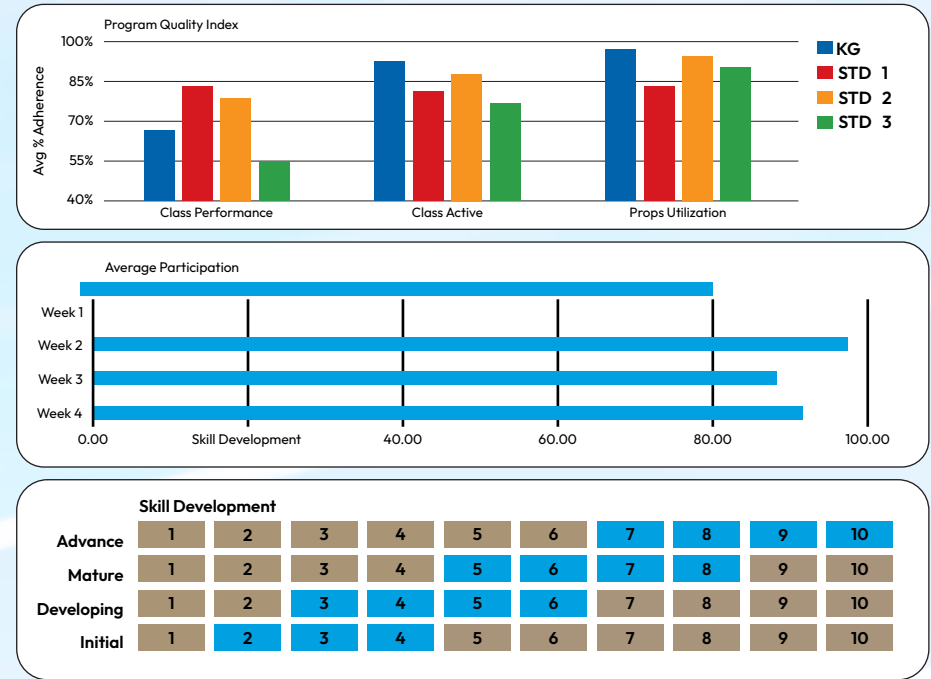 Program Quality Index
Avg % Adherence
100%
85%
70%
55%
40%
Class Performance Class Active Props Utilization
KG
STD 1
STD 2
STD 3
Average Participation
Week 1
Week 2
Week 3
Week 4
0.00 Skill Development 40.00 60.00 80.00 100.00
Skill Development
Advance 1 2 3 4 5 6 7 8 9 10
Mature 1 2 3 4 5 6 7 8 9 10
Developing 1 2 3 4 5 6 7 8 9 10
Initial 1 2 3 4 5 6 7 8 9 10